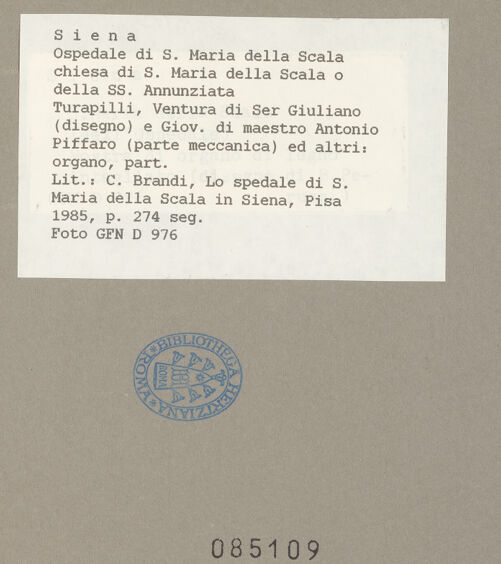 S i e n a
Ospedale di S. Maria della Scala
chiesa di S. Maria della Scala o
della SS. Annunziata
Turapilli, Ventura di Ser Giuliano
(disegno) e Giov. di maestro Antonio
Piffaro (parte meccanica) ed altri:
organo, part.
Lit.: C. Brandi, Lo spedale di S.
Maria della Scala in Siena, Pisa
1985, p. 274 seg.
Foto GFN D 976
BIBLIOTHECA HERTZIANA * ROMA *
ROMA
085109